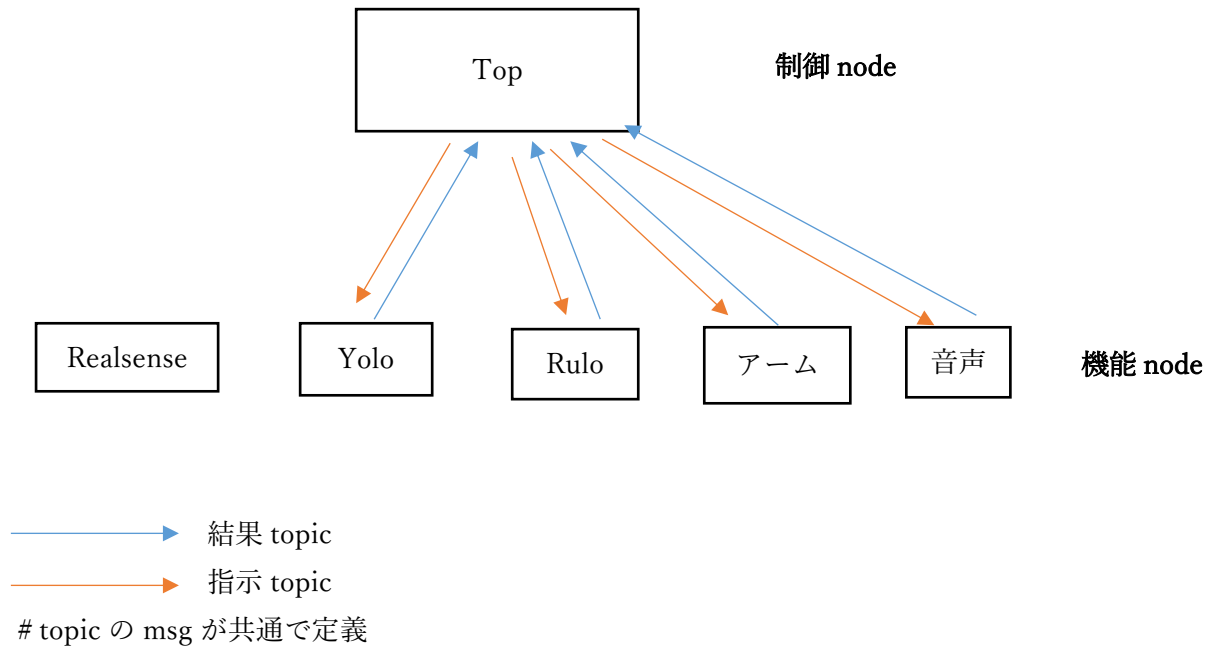 Top
制御 node
Realsense
Yolo
Rulo
アーム
音声
機能 node
結果 topic
指示 topic
# topic の msg が共通で定義